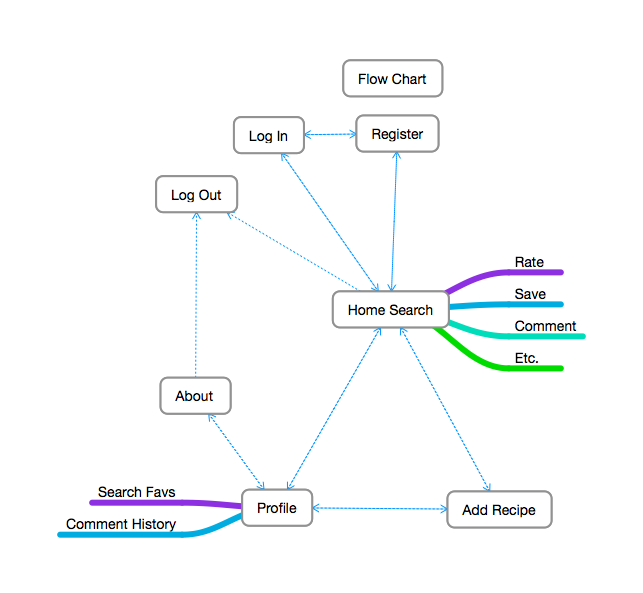 Flow Chart
Log In
Register
Log Out
Rate
Save
Home Search
Comment
Etc.
About
Search Favs
Profile
Add Recipe
Comment History